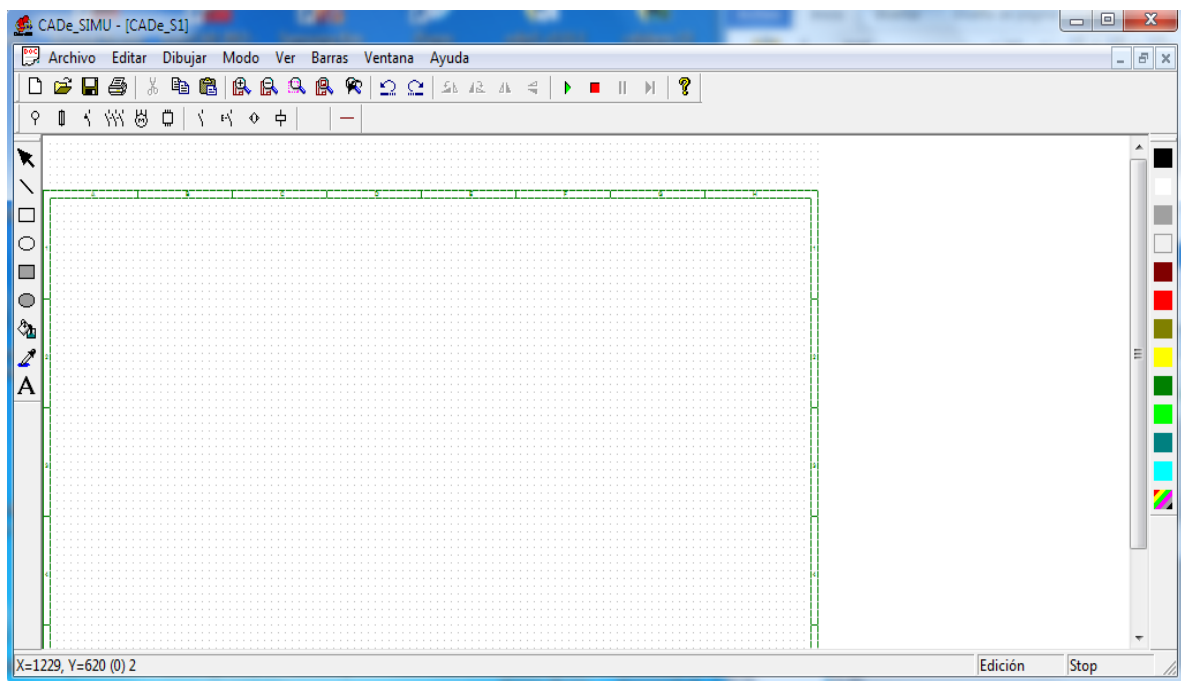 CADe_SIMU - [CADe_S1]
Archivo Editar Dibujar Modo Ver Barras Ventana Ayuda
A
X=1229, Y=620 (0) 2 Edición Stop